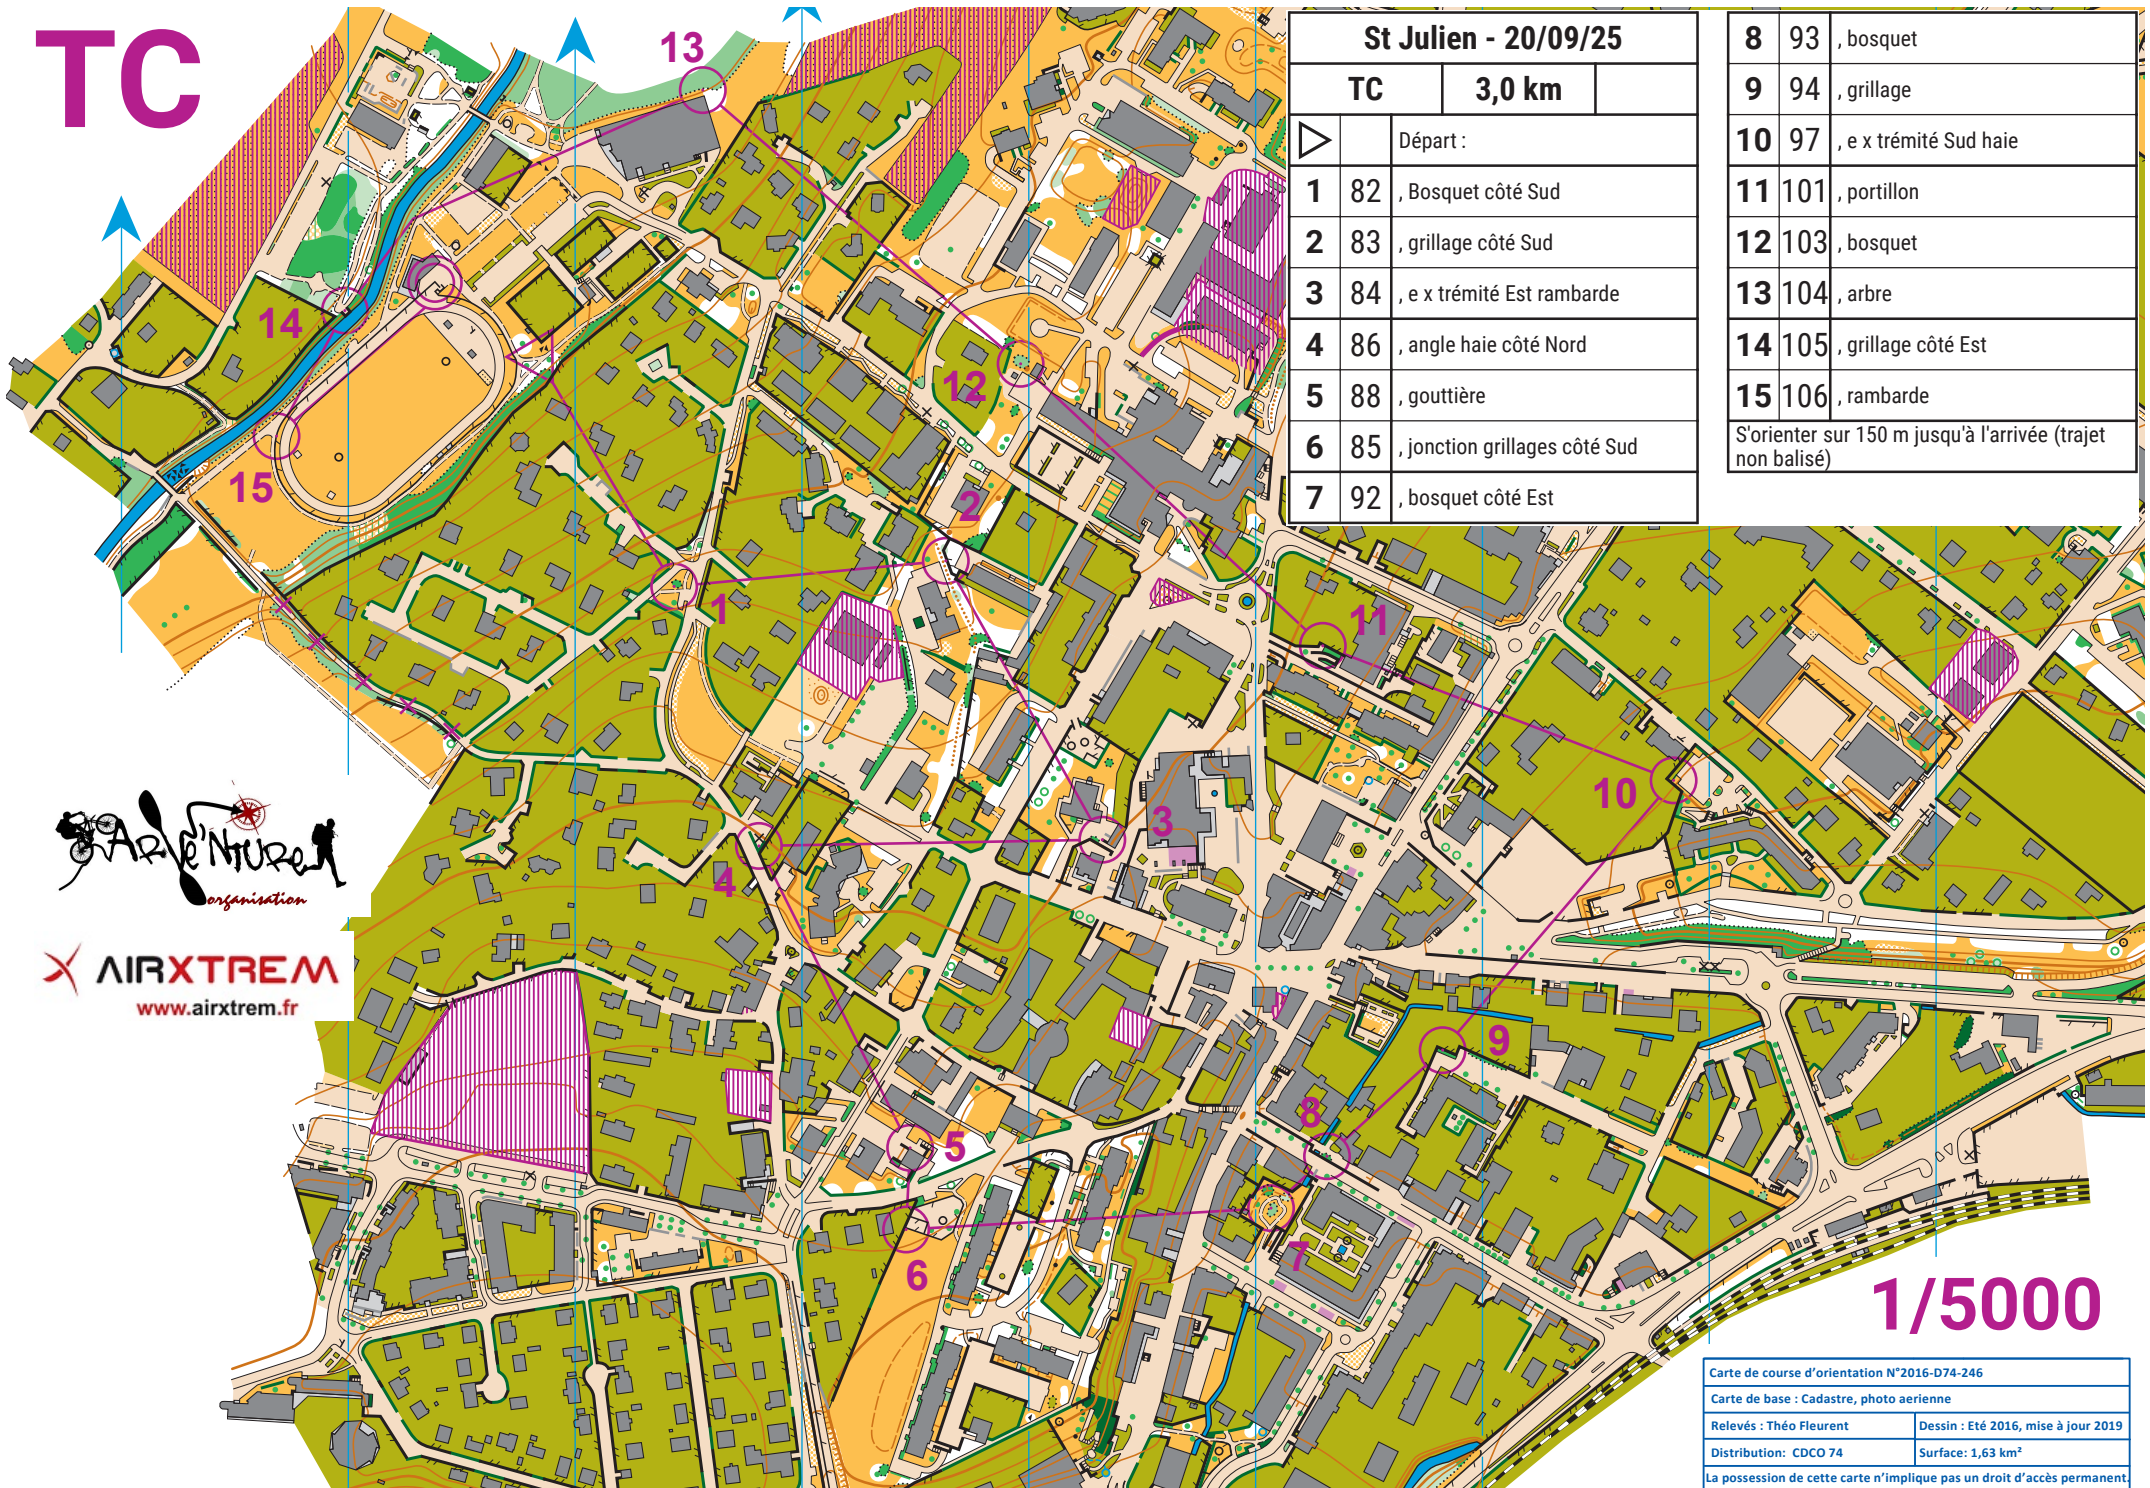 TC
St Julien - 20/09/25
TC 3,0 km
Départ :
1 82 , Bosquet côté Sud
2 83 , grillage côté Sud
3 84 , e x trémité Est rambarde
4 86 , angle haie côté Nord
5 88 , gouttière
6 85 , jonction grillages côté Sud
7 92 , bosquet côté Est
8 93 , bosquet
9 94 , grillage
10 97 , e x trémité Sud haie
11 101 , portillon
12 103 , bosquet
13 104 , arbre
14 105 , grillage côté Est
15 106 , rambarde
S'orienter sur 150 m jusqu'à l'arrivée (trajet
non balisé)
13
14
12
15
2
1
11
10
3
4
9
8
5
7
6
ARVE'NTURE
organisation
AIRXTREM
www.airxtrem.fr
1/5000
Carte de course d'orientation N°2016-D74-246
Carte de base : Cadastre, photo aerienne
Relevés : Théo Fleurent
Dessin : Eté 2016, mise à jour 2019
Distribution: CDCO 74
Surface: 1,63 km²
La possession de cette carte n'implique pas un droit d'accès permanent.